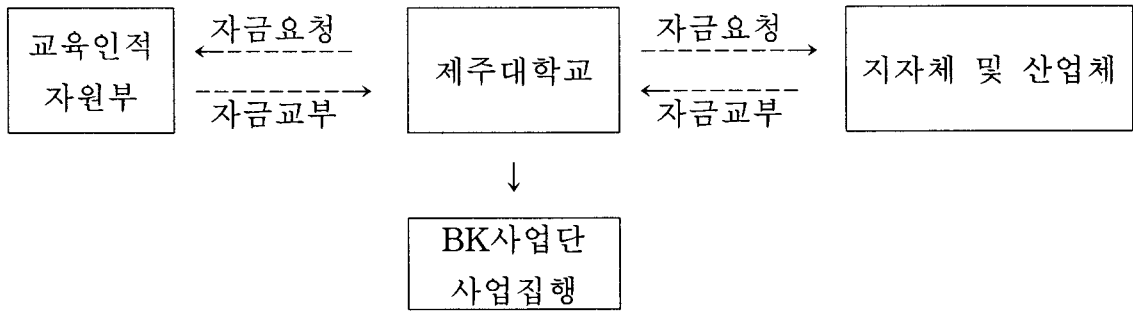 교육인적
자원부
자금요청
자금교부
제주대학교
자금요청
자금교부
지자체 및 산업체
BK사업단
사업집행